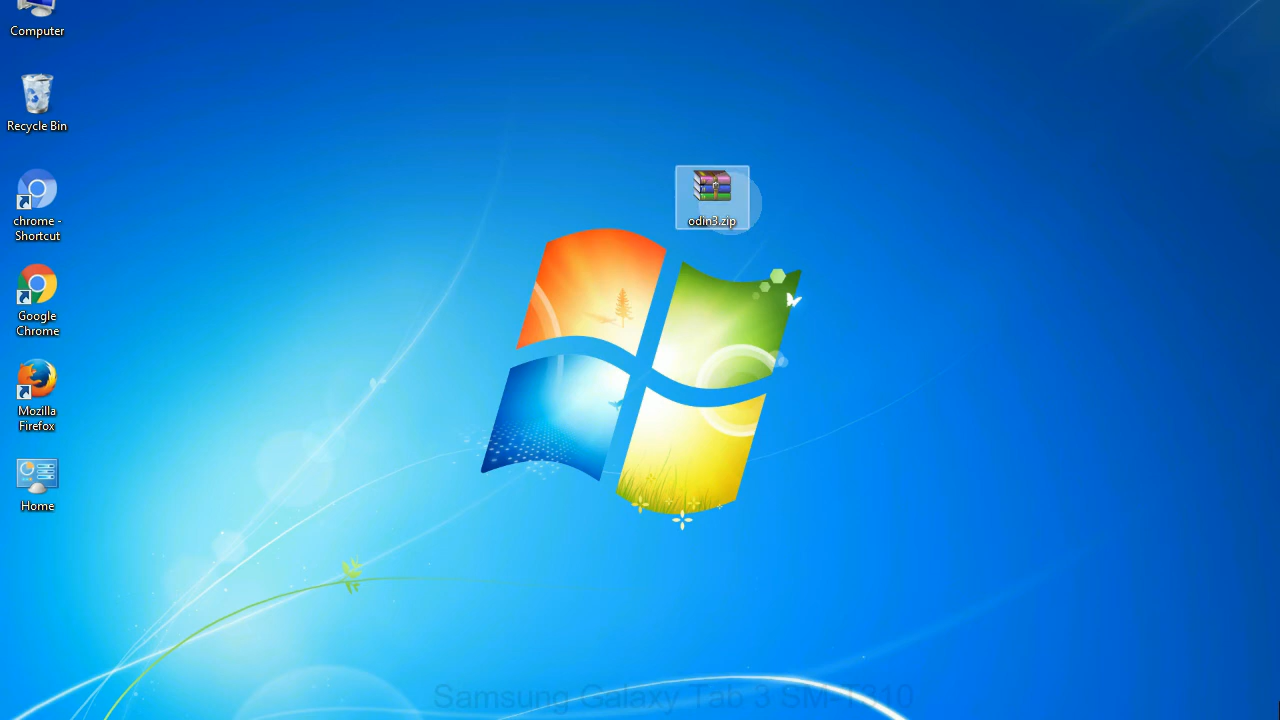 Computer
Recycle Bin
chrome -
Shortcut
Google
Chrome
Mozilla
Firefox
Home
odin3.zip
Samsung Galaxy Tab 3 SM-T310